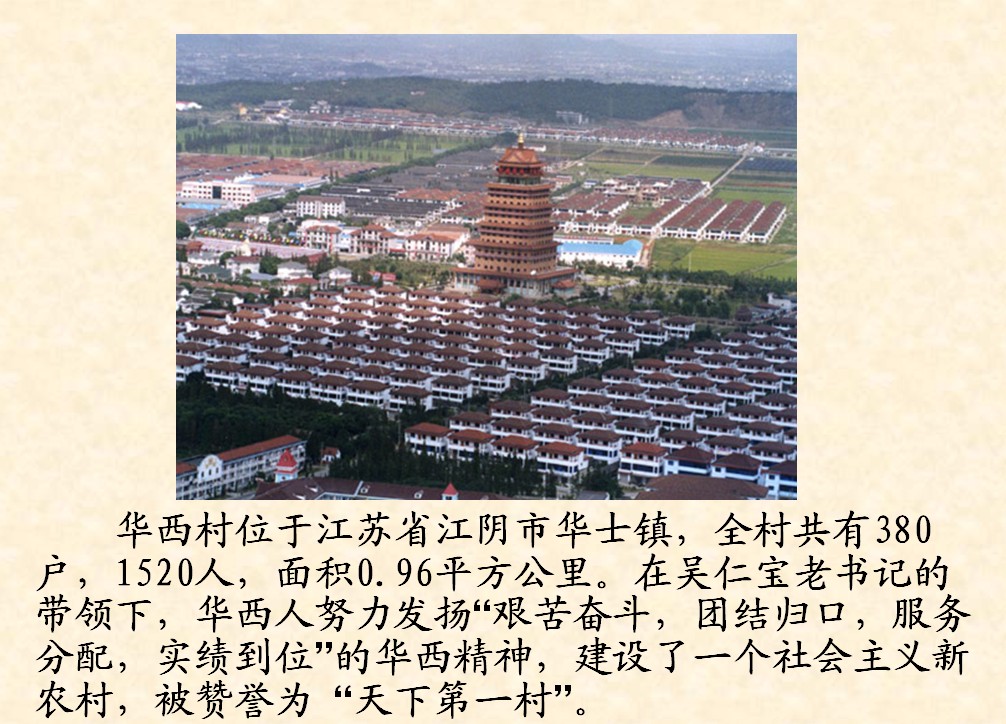 华西村位于江苏省江阴市华士镇，全村共有380
户，1520人，面积0.96平方公里。在吴仁宝老书记的
带领下，华西人努力发扬“艰苦奋斗，团结归口，服务
分配，实绩到位”的华西精神，建设了一个社会主义新
农村，被赞誉为“天下第一村”。